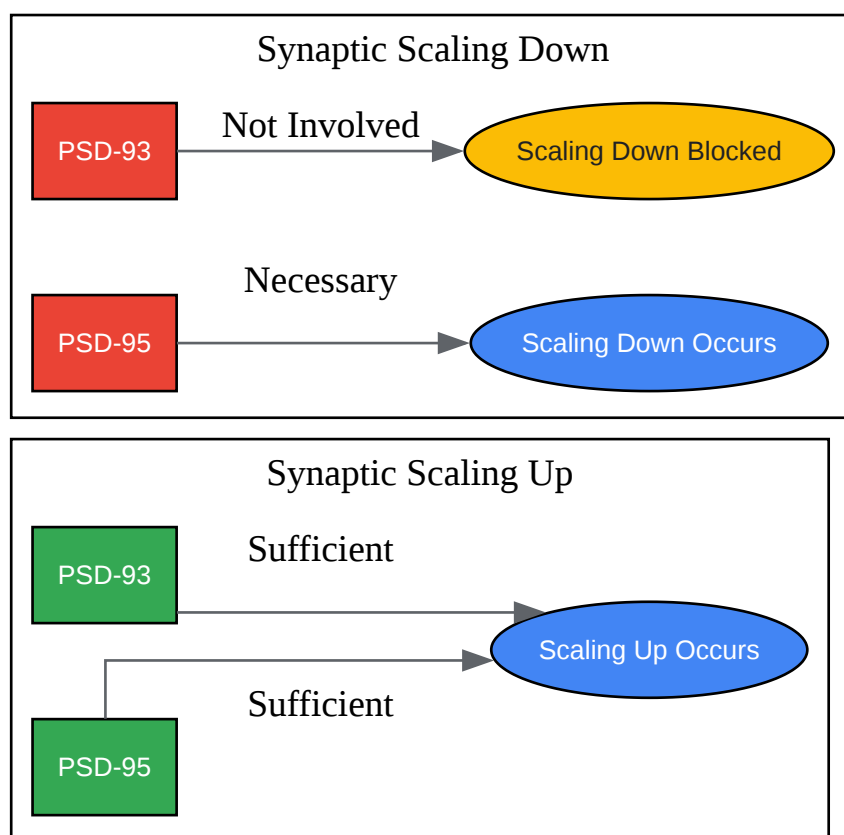 Synaptic Scaling Down
PSD-93
Not Involved
Scaling Down Blocked
PSD-95
Necessary
Scaling Down Occurs
Synaptic Scaling Up
PSD-93
Sufficient
Scaling Up Occurs
Sufficient
PSD-95